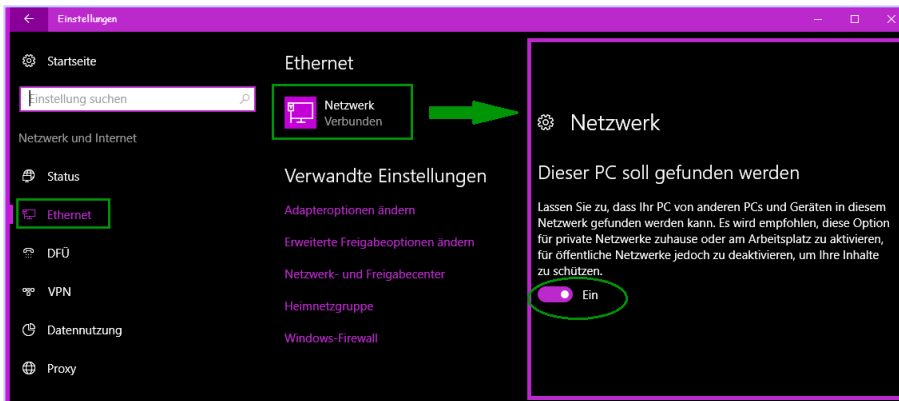 Einstellungen
Startseite
Einstellung suchen
Netzwerk und Internet
Status
Ethernet
DFÜ
VPN
Datennutzung
Proxy
Ethernet
Netzwerk
Verbunden
Verwandte Einstellungen
Adapteroptionen ändern
Erweiterte Freigabeoptionen ändern
Netzwerk- und Freigabecenter
Heimnetzgruppe
Windows-Firewall
Netzwerk
Dieser PC soll gefunden werden
Lassen Sie zu, dass Ihr PC von anderen PCs und Geräten in diesem
Netzwerk gefunden werden kann. Es wird empfohlen, diese Option
für private Netzwerke zuhause oder am Arbeitsplatz zu aktivieren,
für öffentliche Netzwerke jedoch zu deaktivieren, um Ihre Inhalte
zu schützen.
Ein